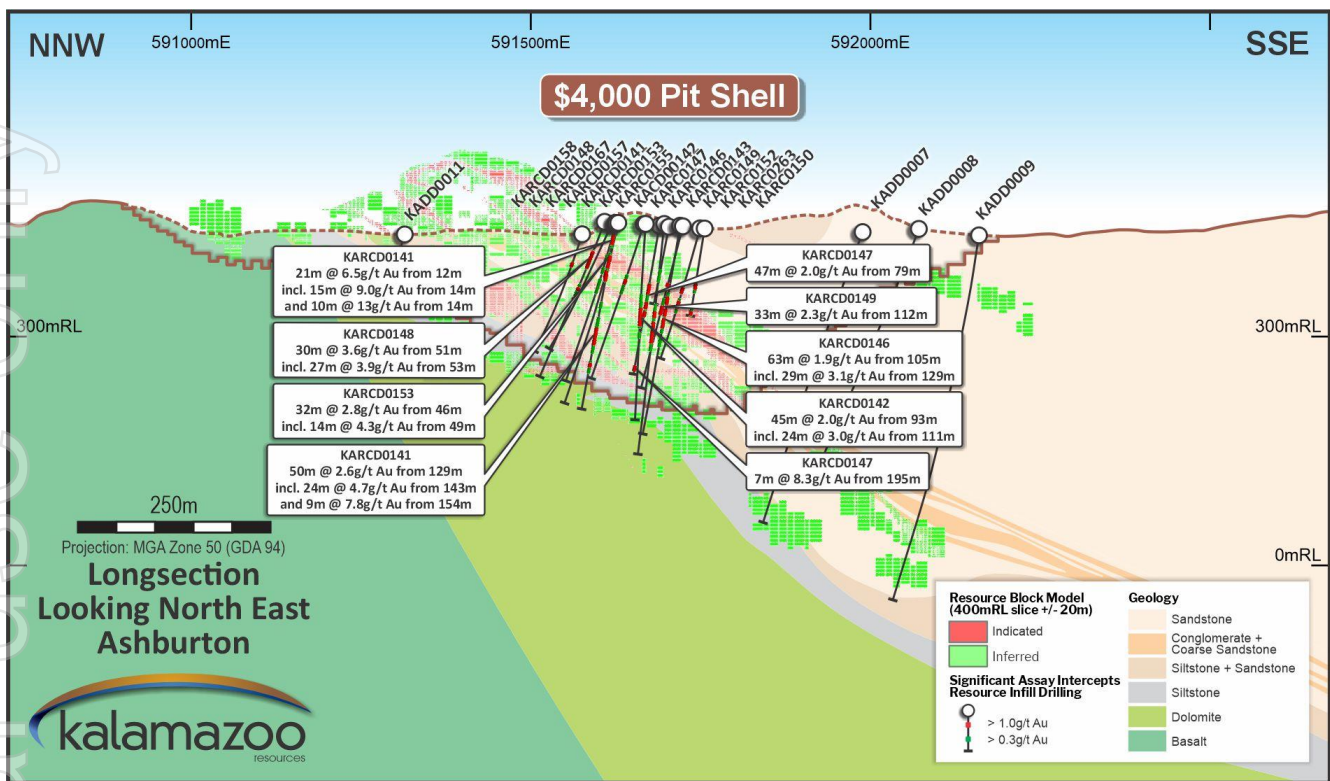 NNW
591000mE
591500mE
592000mE
SSE
$4,000 Pit Shell
KADD0011
KARCD0158
KARCD0148
KARCD0167
KARCD0157
KARCD0141
KARCD0153
KARC0155
KACD0142
KARC0147
KARCD0146
KARC0149
KARCD0143
KARC0152
KARC0263
KARC0150
KADD0007
KADD0008
KADD0009
KARCD0141
21m @ 6.5g/t Au from 12m
incl. 15m @ 9.0g/t Au from 14m
and 10m @ 13g/t Au from 14m
KARCD0148
30m @ 3.6g/t Au from 51m
incl. 27m @ 3.9g/t Au from 53m
KARCD0153
32m @ 2.8g/t Au from 46m
incl. 14m @ 4.3g/t Au from 49m
KARCD0141
50m @ 2.6g/t Au from 129m
incl. 24m @ 4.7g/t Au from 143m
and 9m @ 7.8g/t Au from 154m
KARCD0147
47m @ 2.0g/t Au from 79m
KARCD0149
33m @ 2.3g/t Au from 112m
KARCD0146
63m @ 1.9g/t Au from 105m
incl. 29m @ 3.1g/t Au from 129m
KARCD0142
45m @ 2.0g/t Au from 93m
incl. 24m @ 3.0g/t Au from 111m
KARCD0147
7m @ 8.3g/t Au from 195m
300mRL
300mRL
0mRL
250m
Projection: MGA Zone 50 (GDA 94)
Longsection
Looking North East
Ashburton
kalamazoo
resources
Resource Block Model
(400mRL slice +/- 20m)
Indicated
Inferred
Significant Assay Intercepts
Resource Infill Drilling
> 1.0g/t Au
> 0.3g/t Au
Geology
Sandstone
Conglomerate +
Coarse Sandstone
Siltstone + Sandstone
Siltstone
Dolomite
Basalt